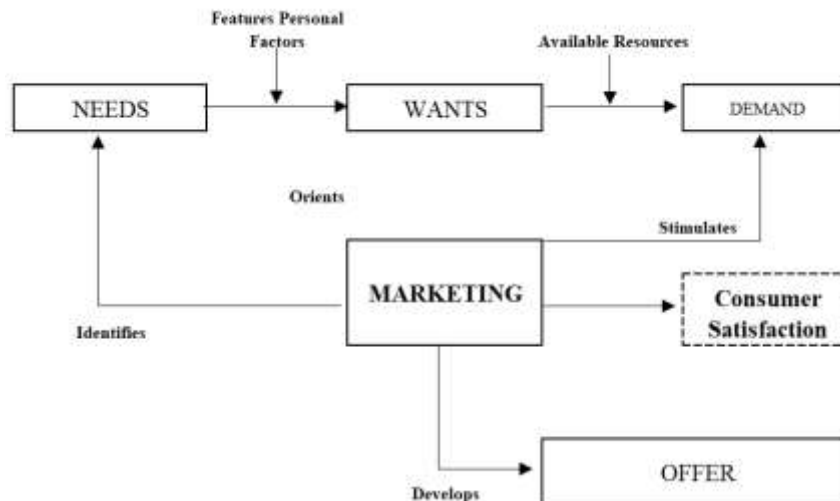 Features Personal
Factors
Available Resources
NEEDS
WANTS
DEMAND
Orients
Stimulates
MARKETING
Consumer
Satisfaction
Identifies
OFFER
Develops